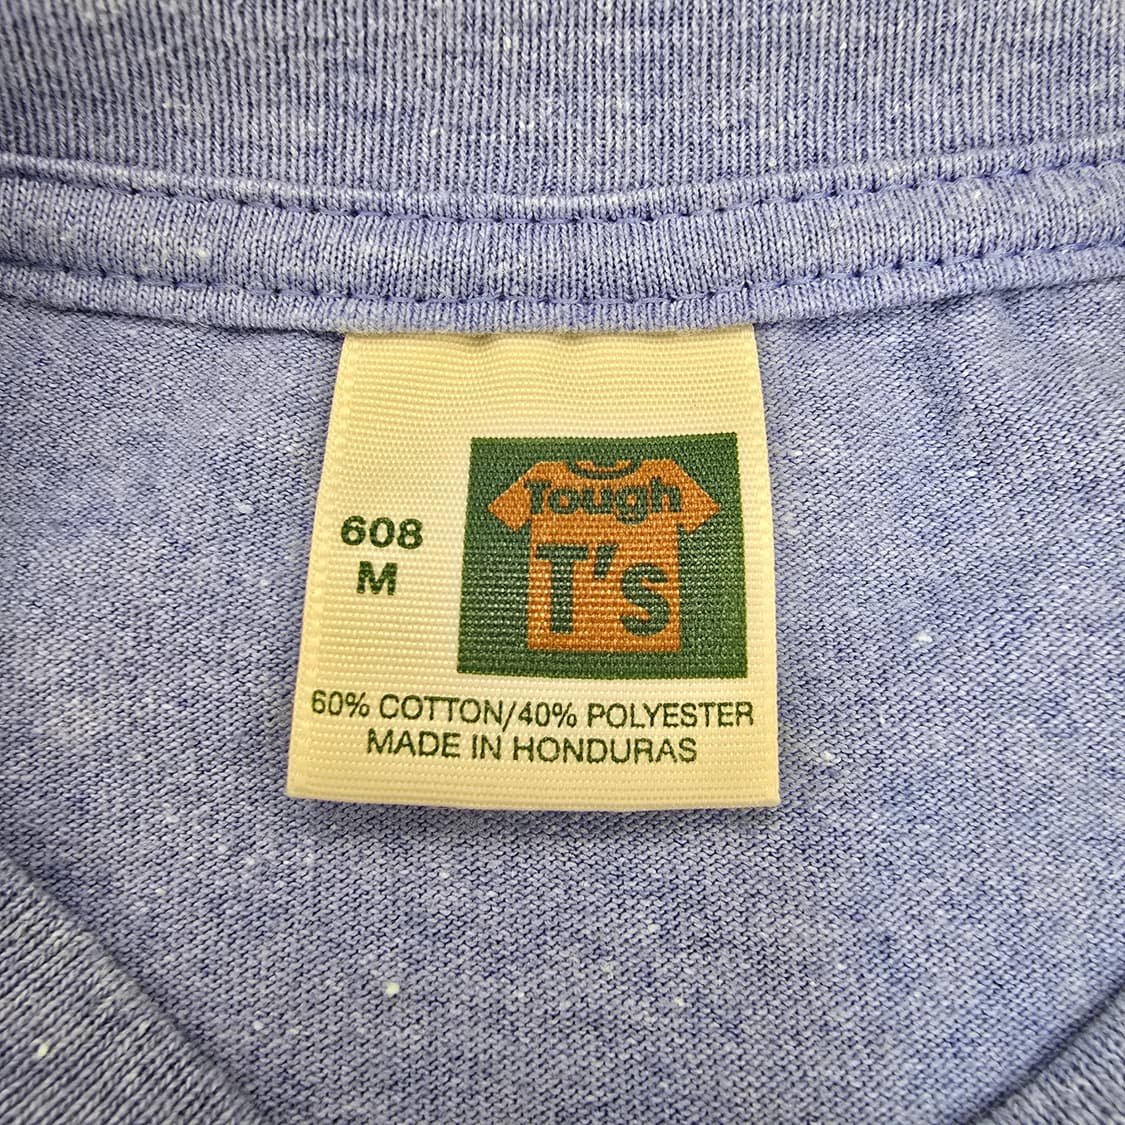 608
M
Tough
T's
60% COTTON/40% POLYESTER
MADE IN HONDURAS